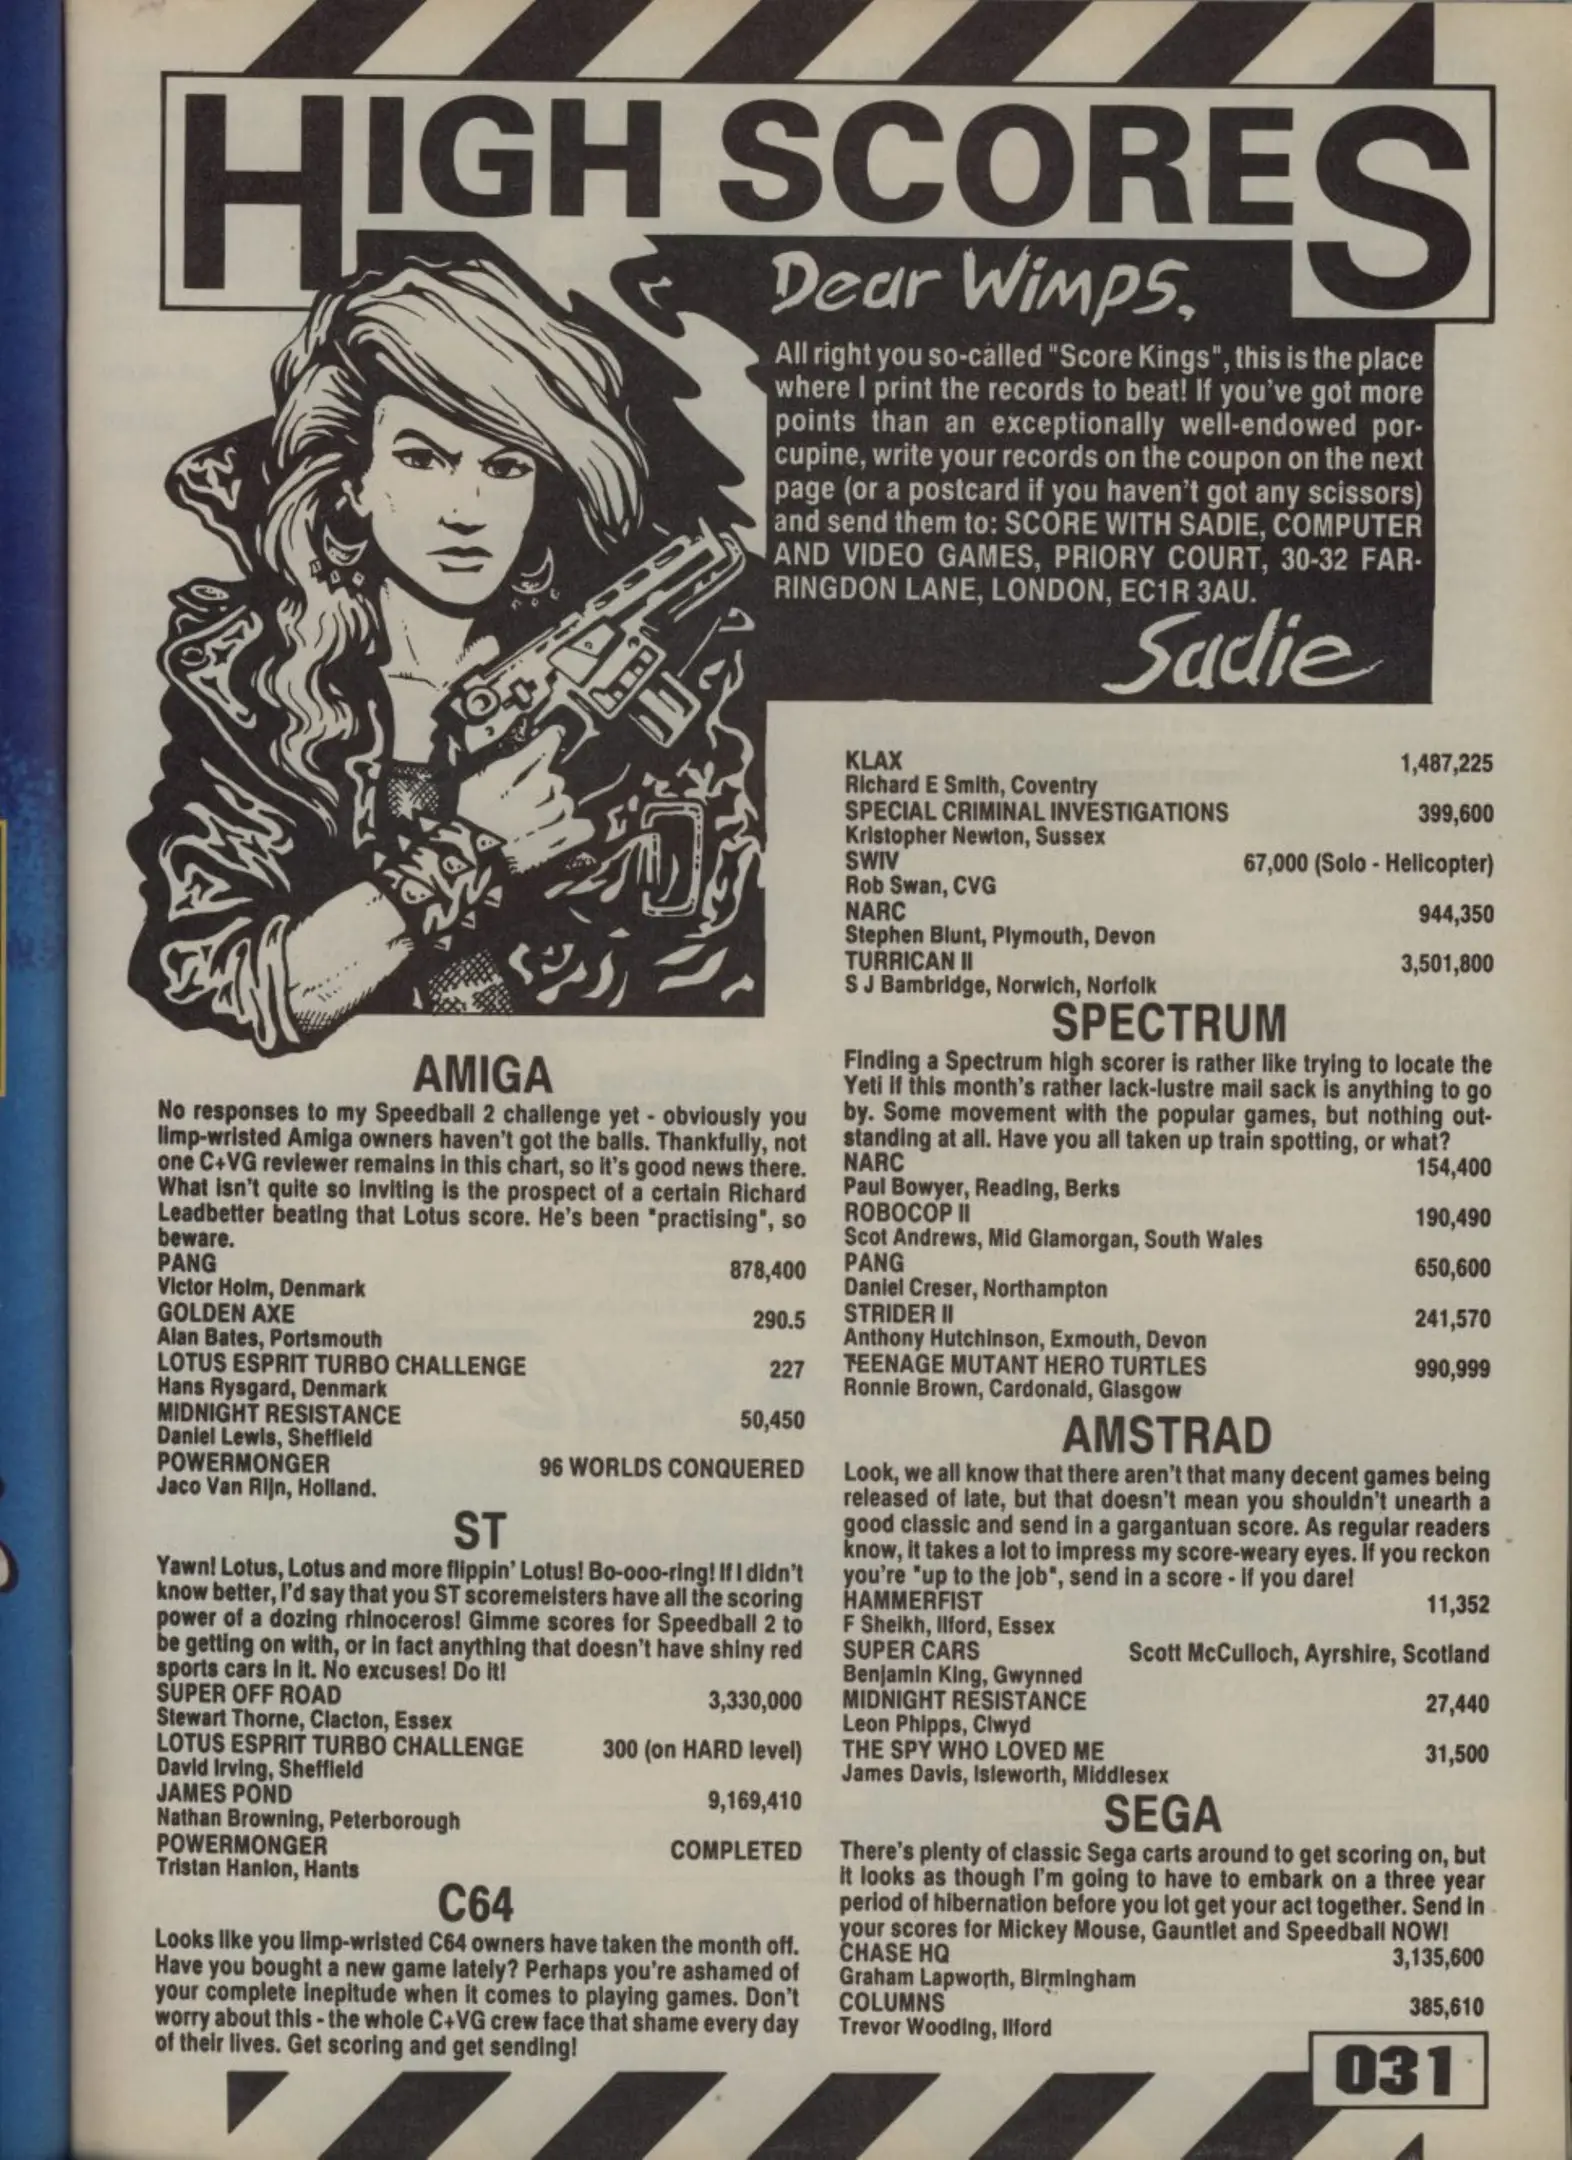 HIGH SCORES
Dear Wimps,
All right you so-called "Score Kings", this is the place
where I print the records to beat! If you've got more
points than an exceptionally well-endowed por-
cupine, write your records on the coupon on the next
page (or a postcard if you haven't got any scissors)
and send them to: SCORE WITH SADIE, COMPUTER
AND VIDEO GAMES, PRIORY COURT, 30-32 FAR-
RINGDON LANE, LONDON, EC1R 3AU.
Sadie
AMIGA
No responses to my Speedball 2 challenge yet - obviously you
limp-wristed Amiga owners haven't got the balls. Thankfully, not
one C+VG reviewer remains in this chart, so it's good news there.
What isn't quite so inviting is the prospect of a certain Richard
Leadbetter beating that Lotus score. He's been "practising", so
beware.
PANG 878,400
Victor Holm, Denmark
GOLDEN AXE 290.5
Alan Bates, Portsmouth
LOTUS ESPRIT TURBO CHALLENGE 227
Hans Rysgard, Denmark
MIDNIGHT RESISTANCE 50,450
Daniel Lewis, Sheffield
POWERMONGER 96 WORLDS CONQUERED
Jaco Van Rijn, Holland.
ST
Yawn! Lotus, Lotus and more flippin' Lotus! Bo-ooo-ring! If I didn't
know better, I'd say that you ST scoremeisters have all the scoring
power of a dozing rhinoceros! Gimme scores for Speedball 2 to
be getting on with, or in fact anything that doesn't have shiny red
sports cars in it. No excuses! Do it!
SUPER OFF ROAD 3,330,000
Stewart Thorne, Clacton, Essex
LOTUS ESPRIT TURBO CHALLENGE 300 (on HARD level)
David Irving, Sheffield
JAMES POND 9,169,410
Nathan Browning, Peterborough
POWERMONGER COMPLETED
Tristan Hanlon, Hants
C64
Looks like you limp-wristed C64 owners have taken the month off.
Have you bought a new game lately? Perhaps you're ashamed of
your complete inepitude when it comes to playing games. Don't
worry about this - the whole C+VG crew face that shame every day
of their lives. Get scoring and get sending!
KLAX 1,487,225
Richard E Smith, Coventry
SPECIAL CRIMINAL INVESTIGATIONS 399,600
Kristopher Newton, Sussex
SWIV 67,000 (Solo - Helicopter)
Rob Swan, CVG
NARC 944,350
Stephen Blunt, Plymouth, Devon
TURRICAN II 3,501,800
S J Bambridge, Norwich, Norfolk
SPECTRUM
Finding a Spectrum high scorer is rather like trying to locate the
Yeti if this month's rather lack-lustre mail sack is anything to go
by. Some movement with the popular games, but nothing out-
standing at all. Have you all taken up train spotting, or what?
NARC 154,400
Paul Bowyer, Reading, Berks
ROBOCOP II 190,490
Scot Andrews, Mid Glamorgan, South Wales
PANG 650,600
Daniel Creser, Northampton
STRIDER II 241,570
Anthony Hutchinson, Exmouth, Devon
TEENAGE MUTANT HERO TURTLES 990,999
Ronnie Brown, Cardonald, Glasgow
AMSTRAD
Look, we all know that there aren't that many decent games being
released of late, but that doesn't mean you shouldn't unearth a
good classic and send in a gargantuan score. As regular readers
know, it takes a lot to impress my score-weary eyes. If you reckon
you're "up to the job", send in a score - if you dare!
HAMMERFIST 11,352
F Sheikh, Ilford, Essex
SUPER CARS Scott McCulloch, Ayrshire, Scotland
Benjamin King, Gwynned
MIDNIGHT RESISTANCE 27,440
Leon Phipps, Clwyd
THE SPY WHO LOVED ME 31,500
James Davis, Isleworth, Middlesex
SEGA
There's plenty of classic Sega carts around to get scoring on, but
it looks as though I'm going to have to embark on a three year
period of hibernation before you lot get your act together. Send in
your scores for Mickey Mouse, Gauntlet and Speedball NOW!
CHASE HQ 3,135,600
Graham Lapworth, Birmingham
COLUMNS 385,610
Trevor Wooding, Ilford
031